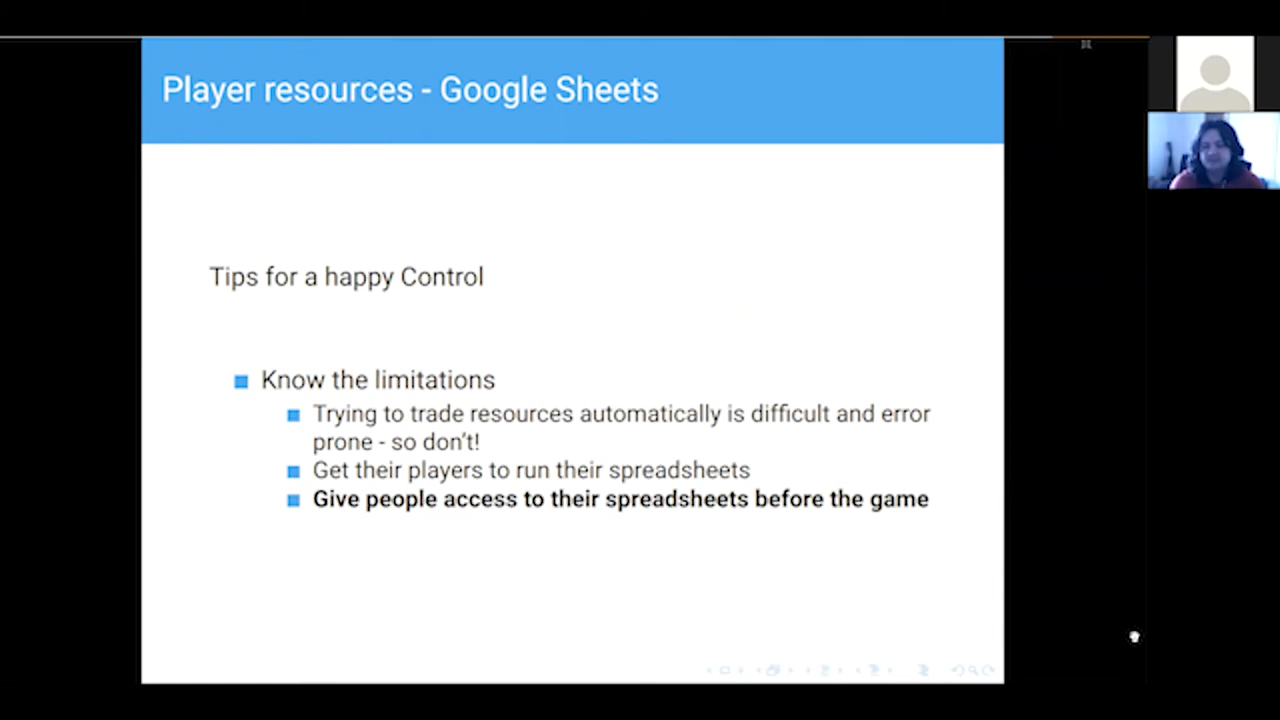 Player resources - Google Sheets
Tips for a happy Control
Know the limitations
Trying to trade resources automatically is difficult and error
prone - so don't!
Get their players to run their spreadsheets
Give people access to their spreadsheets before the game